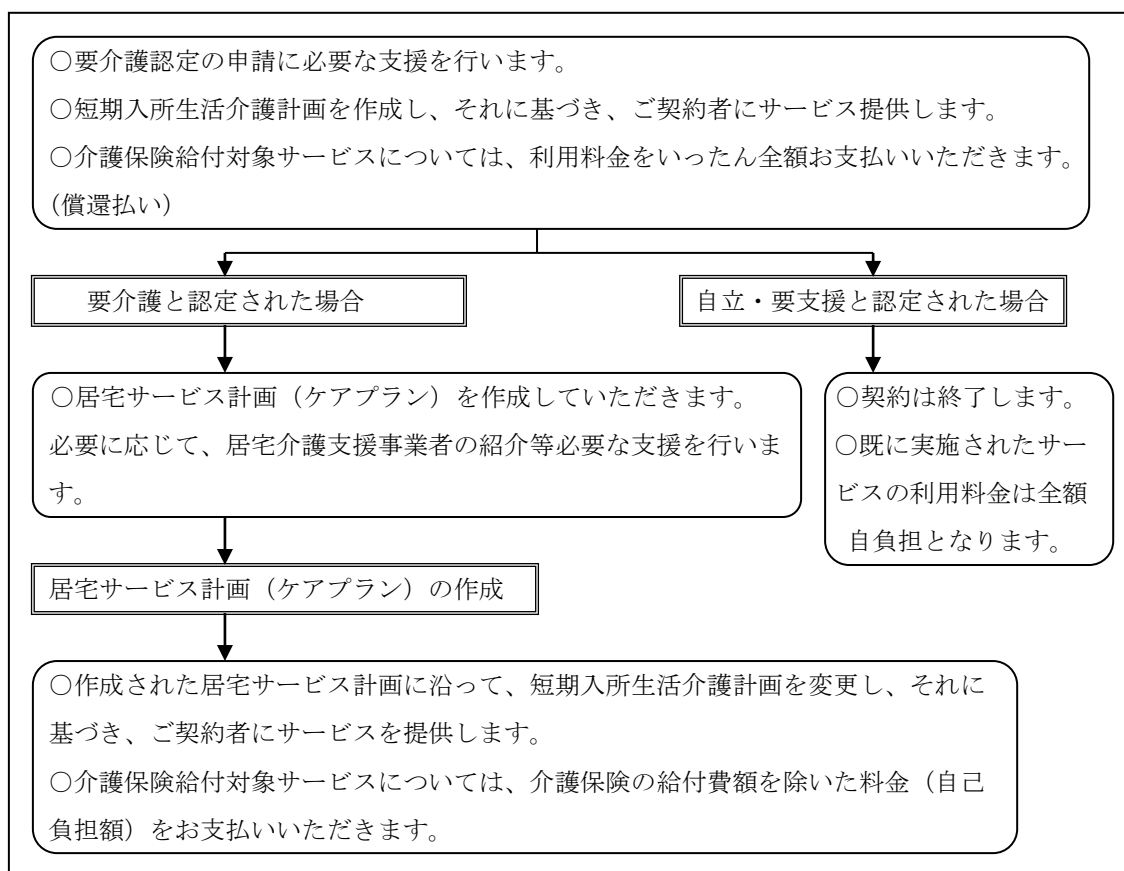 ○要介護認定の申請に必要な支援を行います。
○短期入所生活介護計画を作成し、それに基づき、ご契約者にサービス提供します。
○介護保険給付対象サービスについては、利用料金をいったん全額お支払いいただきます。
(償還払い)
要介護と認定された場合
自立・要支援と認定された場合
○居宅サービス計画（ケアプラン）を作成していただきます。
必要に応じて、居宅介護支援事業者の紹介等必要な支援を行いま
す。
○契約は終了します。
○既に実施されたサー
ビスの利用料金は全額
自負担となります。
居宅サービス計画（ケアプラン）の作成
○作成された居宅サービス計画に沿って、短期入所生活介護計画を変更し、それに
基づき、ご契約者にサービスを提供します。
○介護保険給付対象サービスについては、介護保険の給付費額を除いた料金（自己
負担額）をお支払いいただきます。